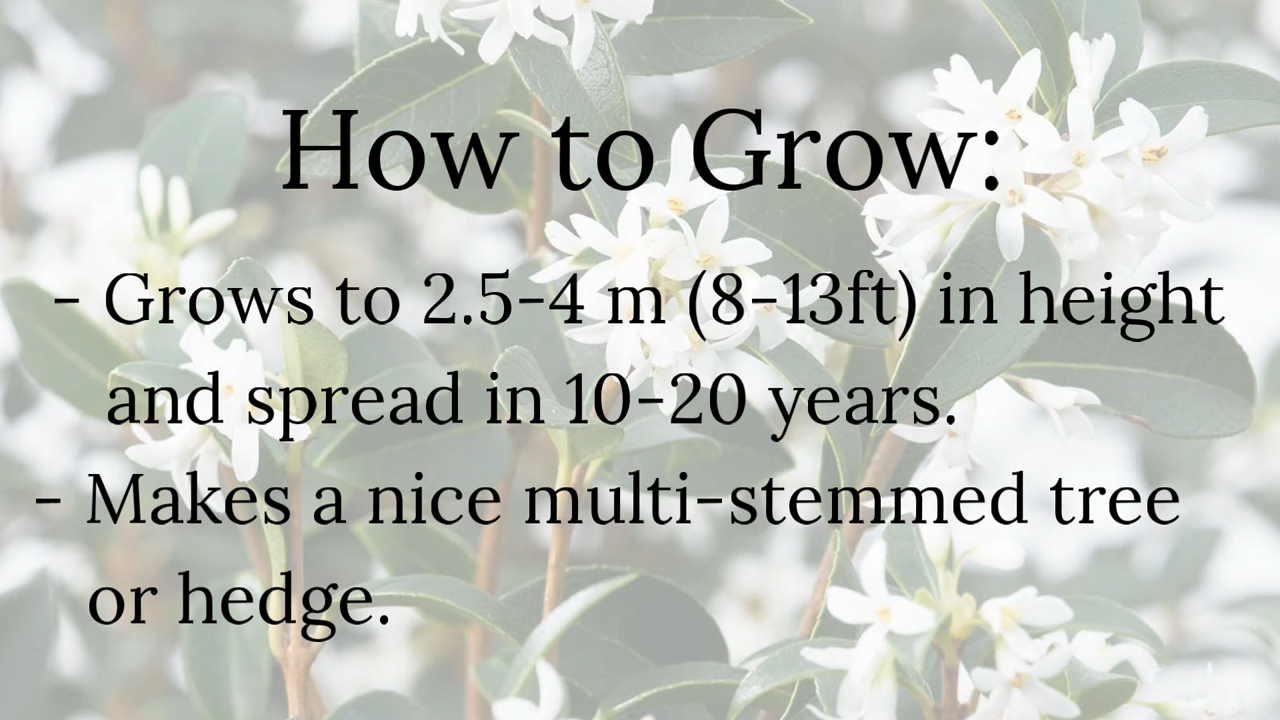 How to Grow:
- Grows to 2.5-4 m (8-13ft) in height
and spread in 10-20 years.
- Makes a nice multi-stemmed tree
or hedge.